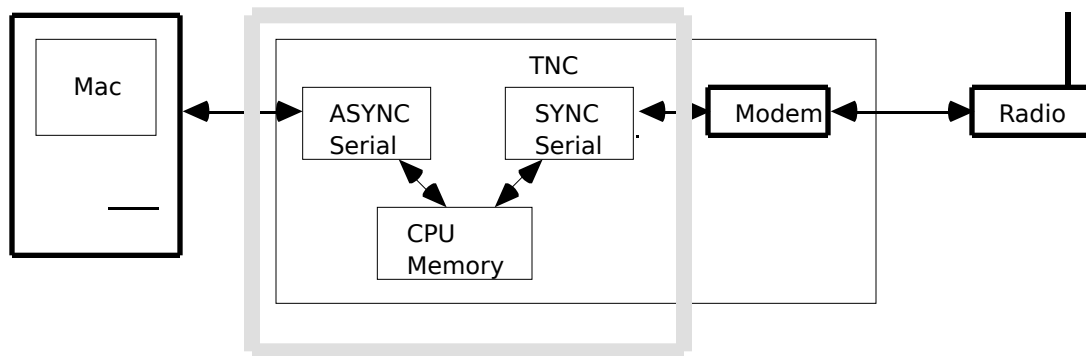 TNC
Mac
ASYNC
Serial
SYNC
Serial
Modem
Radio
CPU
Memory